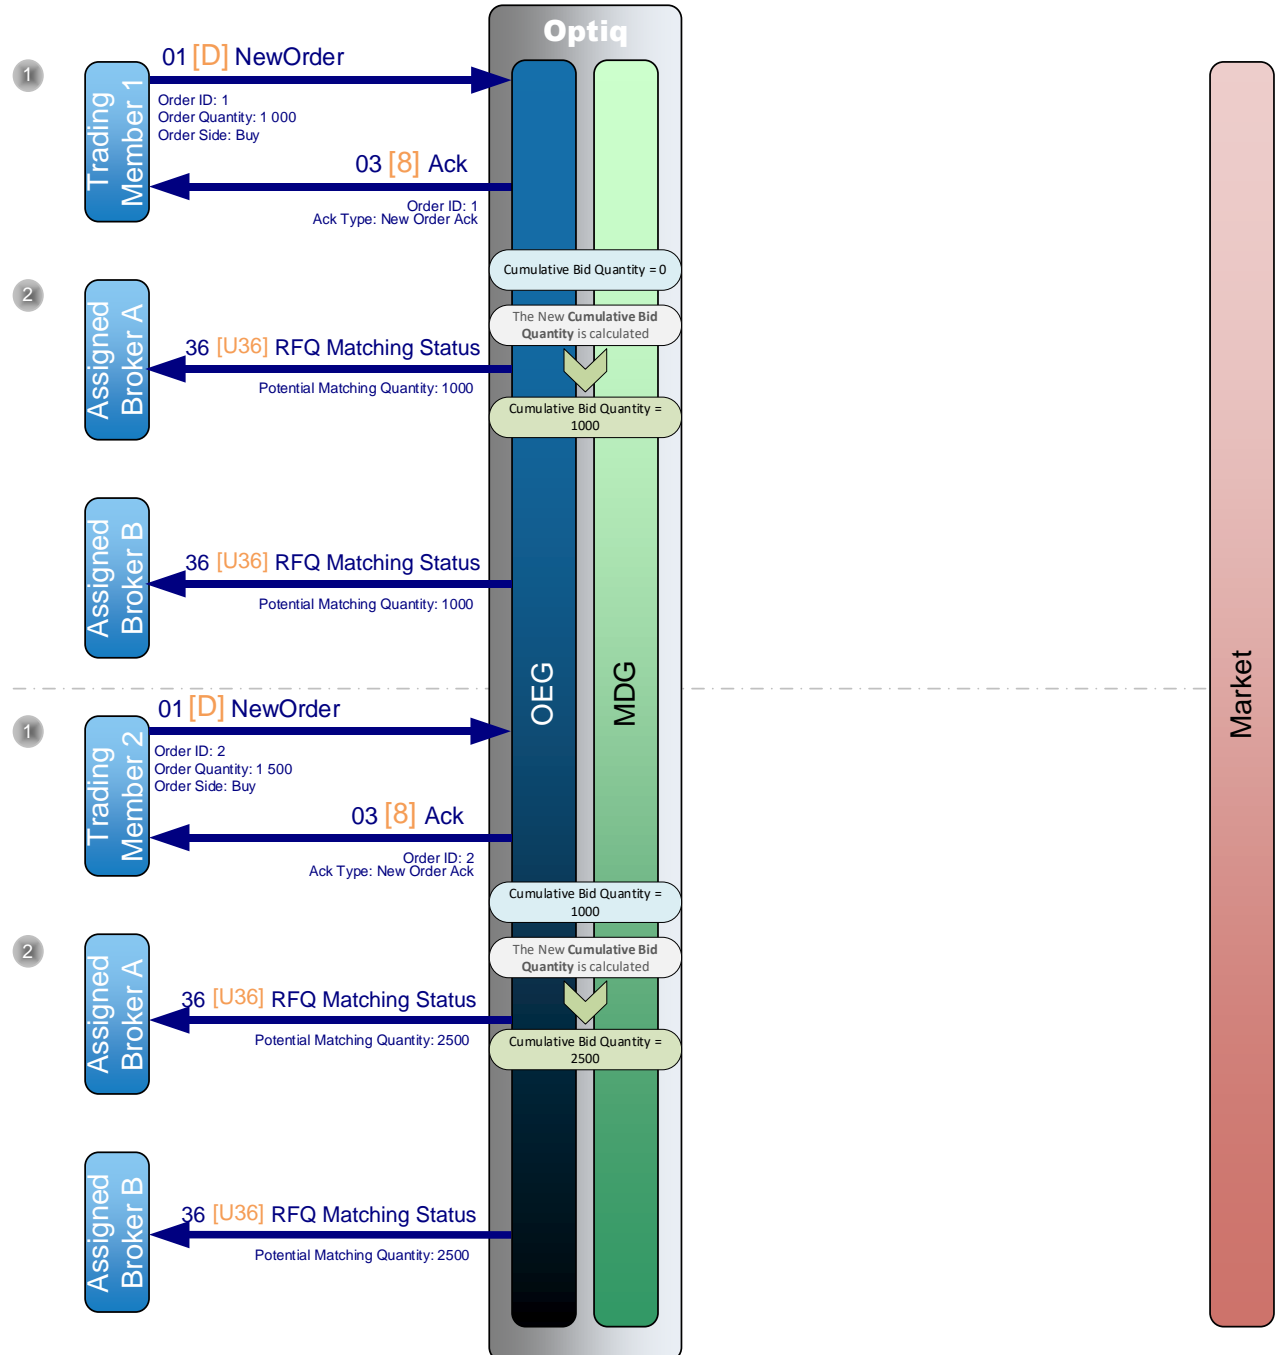 Optiq
1
01 [D] NewOrder
Trading
Member 1
Order ID: 1
Order Quantity: 1 000
Order Side: Buy
03 [8] Ack
Order ID: 1
Ack Type: New Order Ack
Cumulative Bid Quantity = 0
2
Assigned
Broker A
The New Cumulative Bid
Quantity is calculated
36 [U36] RFQ Matching Status
Potential Matching Quantity: 1000
Cumulative Bid Quantity =
1000
Assigned
Broker B
36 [U36] RFQ Matching Status
Potential Matching Quantity: 1000
OEG
MDG
Market
1
01 [D] NewOrder
Trading
Member 2
Order ID: 2
Order Quantity: 1 500
Order Side: Buy
03 [8] Ack
Order ID: 2
Ack Type: New Order Ack
Cumulative Bid Quantity =
1000
2
Assigned
Broker A
The New Cumulative Bid
Quantity is calculated
36 [U36] RFQ Matching Status
Potential Matching Quantity: 2500
Cumulative Bid Quantity =
2500
Assigned
Broker B
36 [U36] RFQ Matching Status
Potential Matching Quantity: 2500